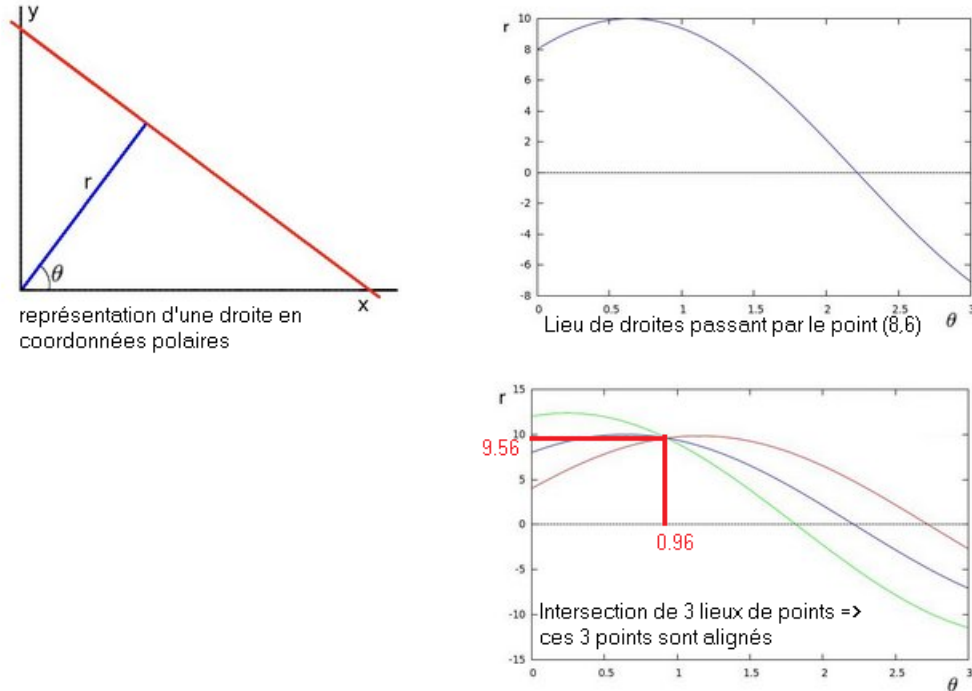 y
r
θ
x
représentation d'une droite en
coordonnées polaires
r
10
8
6
4
2
0
-2
-4
-6
-8
0
0.5
1
1.5
2
2.5
3
θ
Lieu de droites passant par le point (8,6)
r
15
10
9.56
5
0
-5
-10
-15
0.96
Intersection de 3 lieux de points =>
ces 3 points sont alignés
0
0.5
1
1.5
2
2.5
3
θ